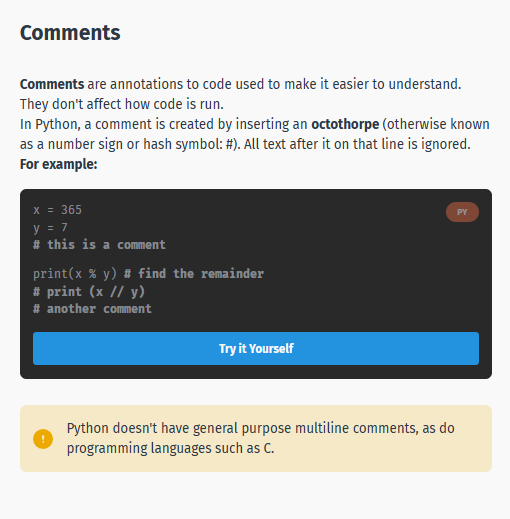 Comments
Comments are annotations to code used to make it easier to understand.
They don't affect how code is run.
In Python, a comment is created by inserting an octothorpe (otherwise known
as a number sign or hash symbol: #). All text after it on that line is ignored.
For example:
x = 365
PY
y = 7
# this is a comment
print(x % y) # find the remainder
# print (x // y)
# another comment
Try it Yourself
!
Python doesn't have general purpose multiline comments, as do
programming languages such as C.